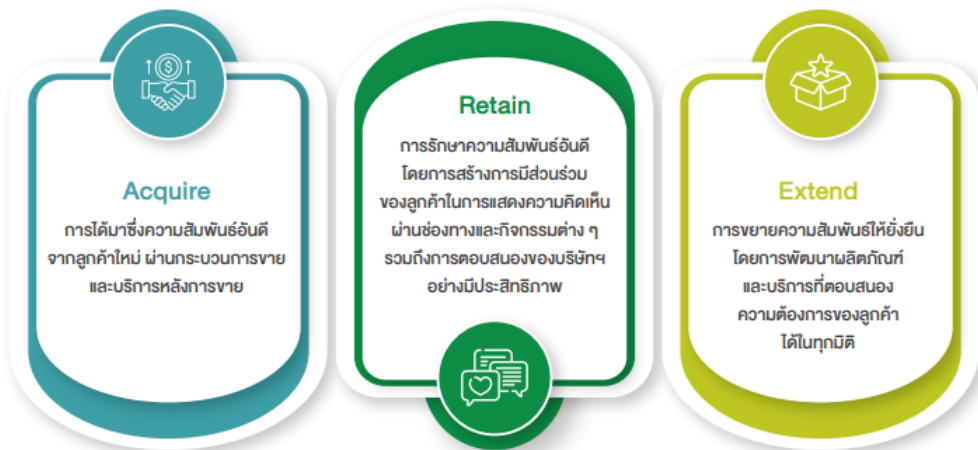 Acquire
การได้มาซึ่งความสัมพันธ์อันดี
จากลูกค้าใหม่ ผ่านกระบวนการขาย
และบริการหลังการขาย
Retain
การรักษาความสัมพันธ์อันดี
โดยการสร้างการมีส่วนร่วม
ของลูกค้าในการแสดงความคิดเห็น
ผ่านช่องทางและกิจกรรมต่าง ๆ
รวมถึงการตอบสนองของบริษัทฯ
อย่างมีประสิทธิภาพ
Extend
การขยายความสัมพันธ์ให้ยั่งยืน
โดยการพัฒนาผลิตภัณฑ์
และบริการที่ตอบสนอง
ความต้องการของลูกค้า
ได้ในทุกมิติ